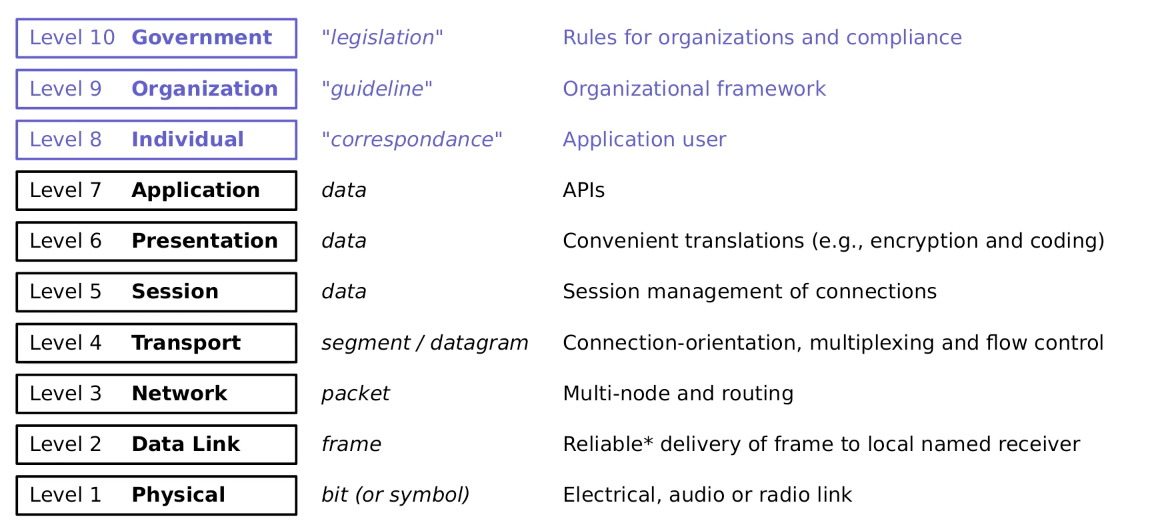 Level 10 Government "legislation" Rules for organizations and compliance
Level 9 Organization "guideline" Organizational framework
Level 8 Individual "correspondance" Application user
Level 7 Application data APIs
Level 6 Presentation data Convenient translations (e.g., encryption and coding)
Level 5 Session data Session management of connections
Level 4 Transport segment / datagram Connection-orientation, multiplexing and flow control
Level 3 Network packet Multi-node and routing
Level 2 Data Link frame Reliable* delivery of frame to local named receiver
Level 1 Physical bit (or symbol) Electrical, audio or radio link